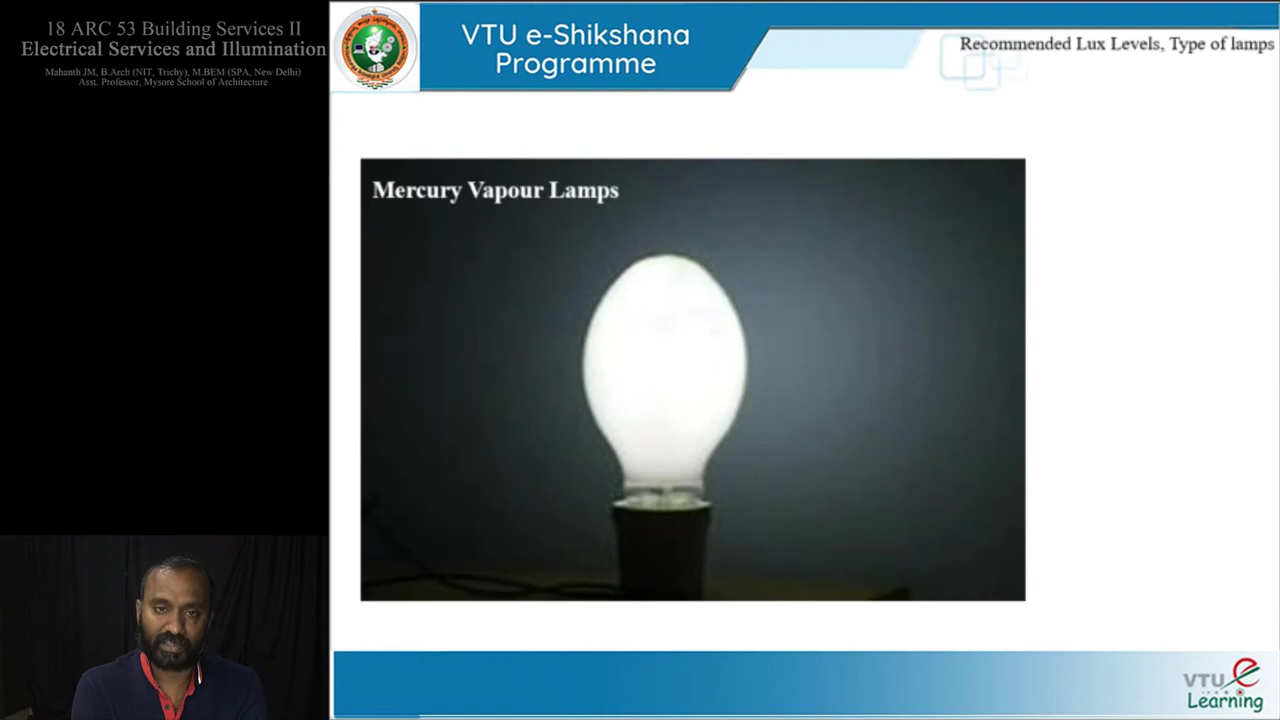 18 ARC 53 Building Services II
Electrical Services and Illumination
Mahanth JM, B.Arch (NIT, Trichy), M.BEM (SPA, New Delhi)
Asst. Professor, Mysore School of Architecture
VTU e-Shikshana
Programme
Recommended Lux Levels, Type of lamps
Mercury Vapour Lamps
VTU e
Learning